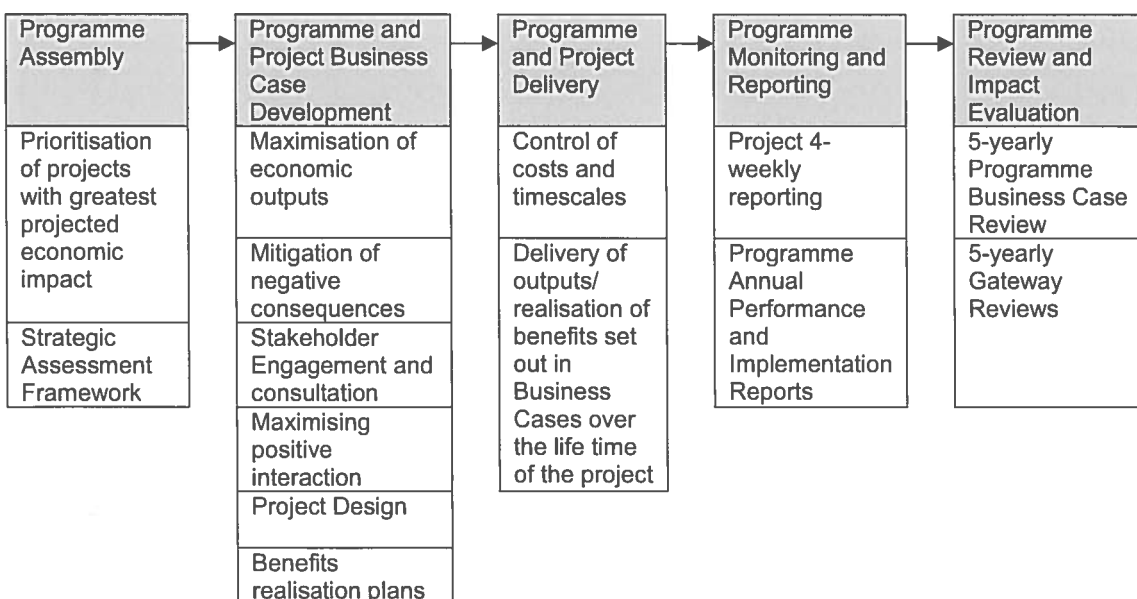 Programme
Assembly
Prioritisation
of projects
with greatest
projected
economic
impact
Strategic
Assessment
Framework
Programme and
Project Business
Case
Development
Maximisation of
economic
outputs
Mitigation of
negative
consequences
Stakeholder
Engagement and
consultation
Maximising
positive
interaction
Project Design
Benefits
realisation plans
Programme
and Project
Delivery
Control of
costs and
timescales
Delivery of
outputs/
realisation of
benefits set
out in
Business
Cases over
the life time
of the project
Programme
Monitoring and
Reporting
Project 4-
weekly
reporting
Programme
Annual
Performance
and
Implementation
Reports
Programme
Review and
Impact
Evaluation
5-yearly
Programme
Business Case
Review
5-yearly
Gateway
Reviews